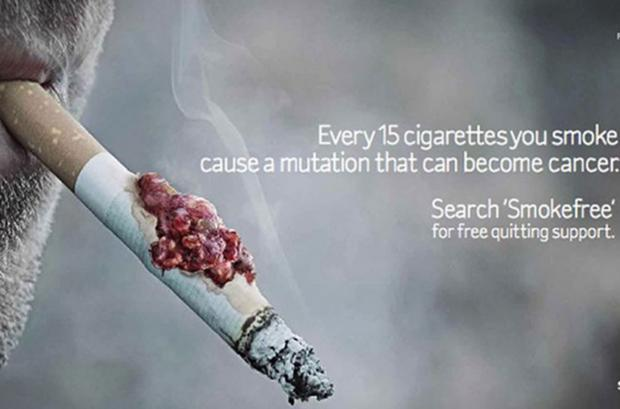 Every 15 cigarettes you smoke
cause a mutation that can become cancer.
Search 'Smokefree'
for free quitting support.